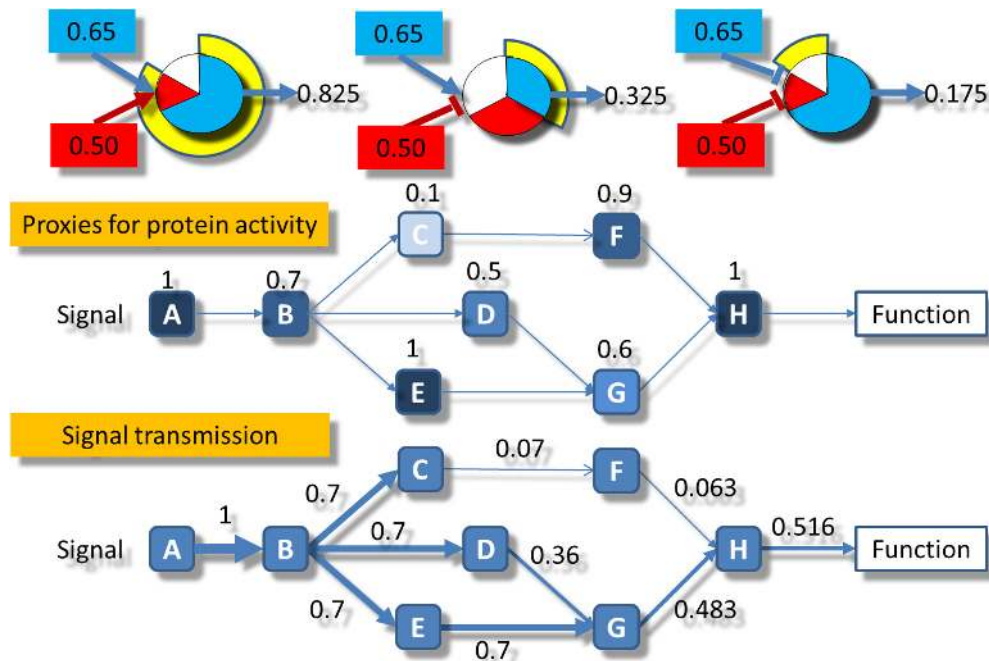 0.65
0.825
0.50
0.65
0.325
0.50
0.65
0.175
0.50
Proxies for protein activity
0.1
0.9
C
F
1
0.7
0.5
1
Signal
A
B
D
H
Function
1
0.6
E
G
Signal transmission
C
0.07
F
0.7
0.063
1
0.7
0.516
Signal
A
B
D
H
Function
0.36
0.7
0.483
E
0.7
G